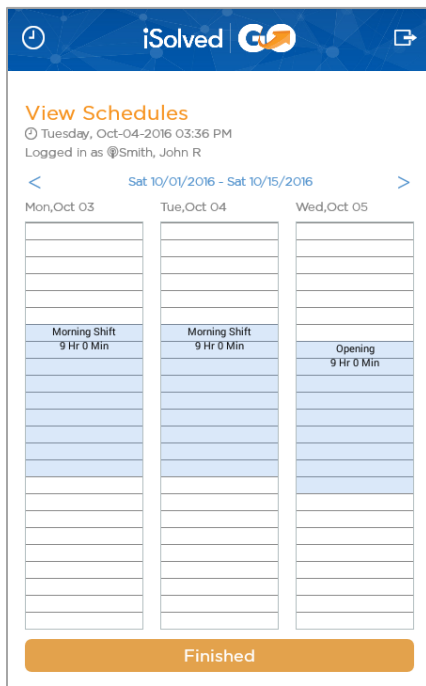 iSolved GO
View Schedules
Tuesday, Oct-04-2016 03:36 PM
Logged in as Smith, John R
< Sat 10/01/2016 - Sat 10/15/2016 >
Mon,Oct 03 Tue,Oct 04 Wed,Oct 05
Morning Shift Morning Shift
9 Hr 0 Min 9 Hr 0 Min
Opening
9 Hr 0 Min
Finished